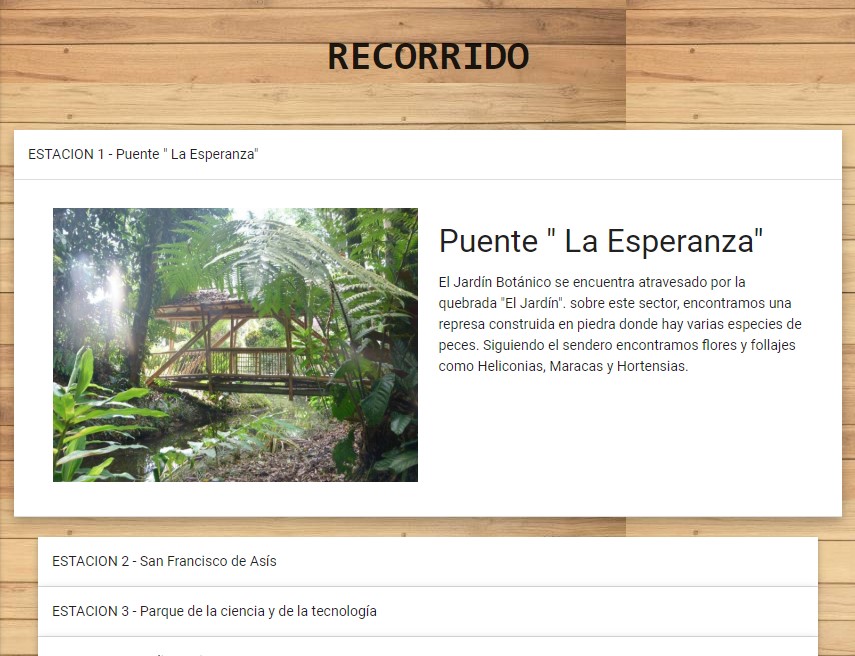 RECORRIDO
ESTACION 1 - Puente " La Esperanza"
Puente " La Esperanza"
El Jardín Botánico se encuentra atravesado por la
quebrada "El Jardín". sobre este sector, encontramos una
represa construida en piedra donde hay varias especies de
peces. Siguiendo el sendero encontramos flores y follajes
como Heliconias, Maracas y Hortensias.
ESTACION 2 - San Francisco de Asís
ESTACION 3 - Parque de la ciencia y de la tecnología